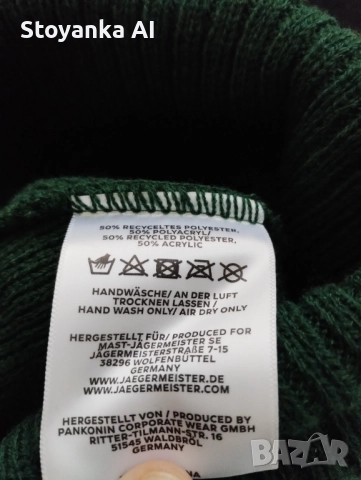 Stoyanka AI
50% RECYCELTES POLYESTER,
50% POLYACRYL/
50% RECYCLED POLYESTER,
50% ACRYLIC
HANDWÄSCHE/ AN DER LUFT
TROCKNEN LASSEN/
HAND WASH ONLY/ AIR DRY ONLY
HERGESTELLT FÜR/ PRODUCED FOR
MAST-JÄGERMEISTER SE
JÄGERMEISTERSTRAßE 7-15
38296 WOLFENBÜTTEL
GERMANY
WWW.JAEGERMEISTER.DE
WWW.JAEGERMEISTER.COM
HERGESTELLT VON / PRODUCED BY
PANKONIN CORPORATE WEAR GMBH
RITTER-TILMANN-STR. 16
51545 WALDBRÖL
GERMANY
BAZAR